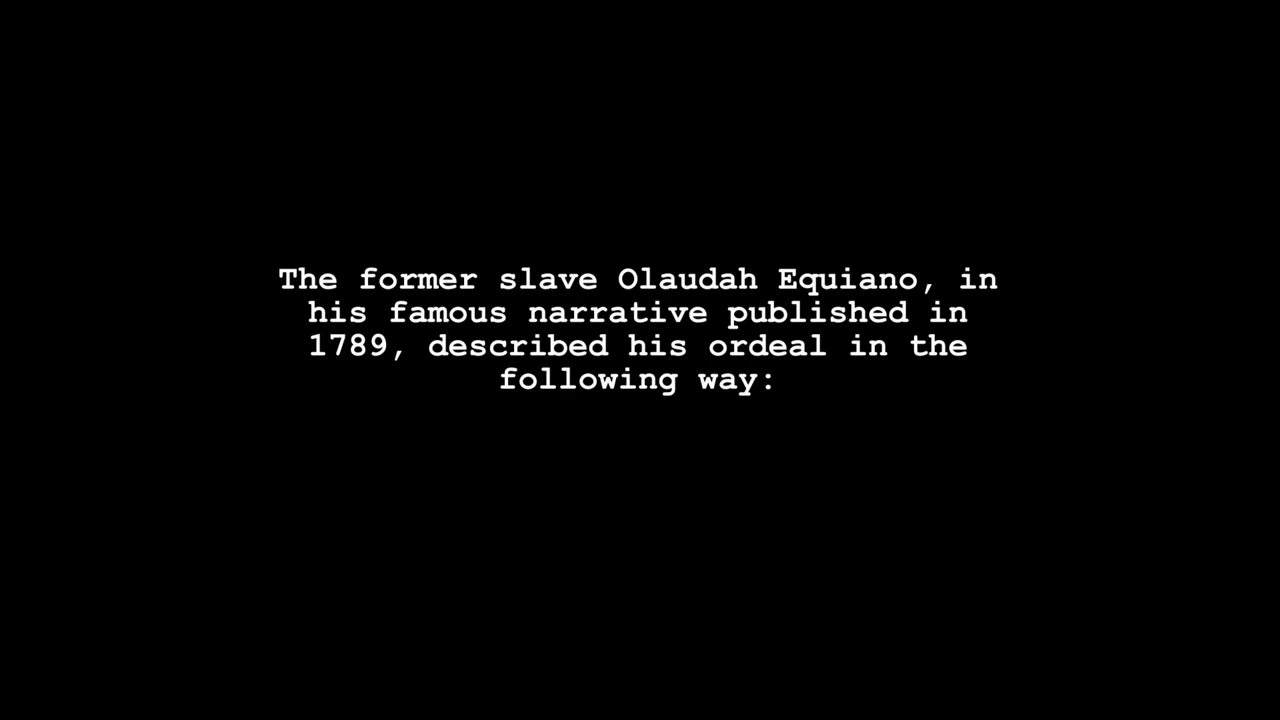 The former slave Olaudah Equiano, in
his famous narrative published in
1789, described his ordeal in the
following way: